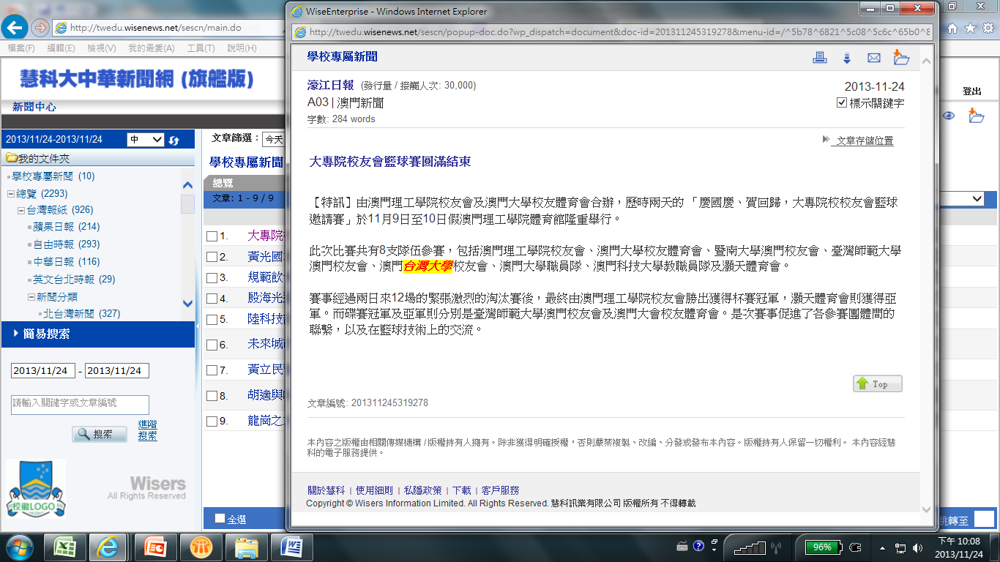 WiseEnterprise - Windows Internet Explorer
http://twedu.wisenews.net/sescn/main.do
http://twedu.wisenews.net/sescn/popup-doc.do?wp_dispatch=document&doc-id=201311245319278&menu-id=/^5b78^6821^5c08^5c6c^65b0^8
檔案(F) 編輯(E) 檢視(V) 我的最愛(A) 工具(T) 說明(H)
慧科大中華新聞網 (旗艦版)
新聞中心
登出
2013/11/24-2013/11/24 中
我的文件夾
學校專屬新聞 (10)
總覽 (2293)
台灣報紙 (926)
蘋果日報 (214)
自由時報 (293)
中華日報 (116)
英文台北時報 (29)
新聞分類
北台灣新聞 (327)
簡易搜索
2013/11/24 - 2013/11/24
請輸入關鍵字或文章編號
搜索
進階
搜索
校徽LOGO
Wisers
All Rights Reserved
文章篩選：今天
學校專屬新聞
總覽
文章: 1 - 9 / 9
1. 大專院
2. 黃光國
3. 規範飲
4. 殷海光
5. 陸科技
6. 未來城
7. 黃立民
8. 胡適與
9. 龍崗之
全選
跳轉至
學校專屬新聞
濠江日報 (發行量 / 接觸人次: 30,000)
2013-11-24
A03 | 澳門新聞
標示關鍵字
字數: 284 words
文章存儲位置
大專院校友會籃球賽圓滿結束
【特訊】由澳門理工學院校友會及澳門大學校友體育會合辦，歷時兩天的 「慶國慶、賀回歸，大專院校校友會籃球
邀請賽」於11月9日至10日假澳門理工學院體育館隆重舉行。
此次比賽共有8支隊伍參賽，包括澳門理工學院校友會、澳門大學校友體育會、暨南大學澳門校友會、臺灣師範大學
澳門校友會、澳門台灣大學校友會、澳門大學職員隊、澳門科技大學教職員隊及灝天體育會。
賽事經過兩日來12場的緊張激烈的淘汰賽後，最終由澳門理工學院校友會勝出獲得杯賽冠軍，灝天體育會則獲得亞
軍。而碟賽冠軍及亞軍則分別是臺灣師範大學澳門校友會及澳門大會校友體育會。是次賽事促進了各參賽團體間的
聯繫，以及在籃球技術上的交流。
Top
文章編號: 201311245319278
本內容之版權由相關傳媒機構 / 版權持有人擁有。除非獲得明確授權，否則嚴禁複製、改編、分發或發布本內容。版權持有人保留一切權利。 本內容經慧
科的電子服務提供。
關於慧科 | 使用細則 | 私隱政策 | 下載 | 客戶服務
Copyright © Wisers Information Limited. All Rights Reserved. 慧科訊業有限公司 版權所有 不得轉載
96%
下午 10:08
2013/11/24